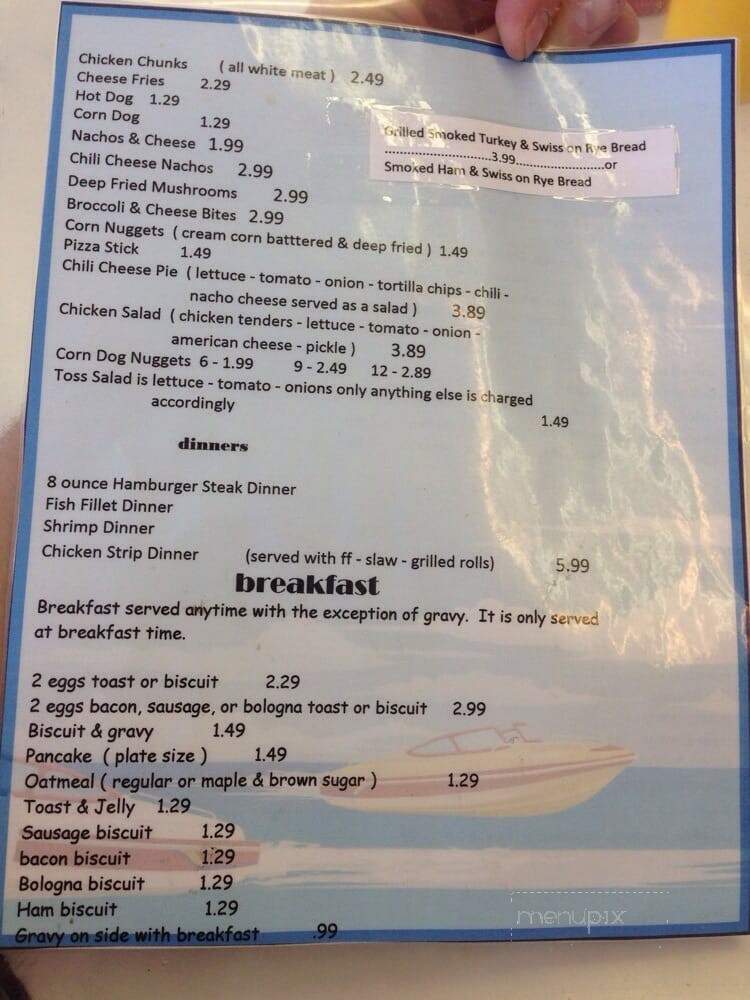 Chicken Chunks ( all white meat ) 2.49
Cheese Fries 2.29
Hot Dog 1.29
Corn Dog 1.29
Nachos & Cheese 1.99
Chili Cheese Nachos 2.99
Deep Fried Mushrooms 2.99
Broccoli & Cheese Bites 2.99
Corn Nuggets ( cream corn batttered & deep fried ) 1.49
Pizza Stick 1.49
Chili Cheese Pie ( lettuce - tomato - onion - tortilla chips - chili -
nacho cheese served as a salad ) 3.89
Chicken Salad ( chicken tenders - lettuce - tomato - onion -
american cheese - pickle ) 3.89
Corn Dog Nuggets 6 - 1.99 9 - 2.49 12 - 2.89
Toss Salad is lettuce - tomato - onions only anything else is charged
accordingly 1.49
Grilled Smoked Turkey & Swiss on Rye Bread
............................3.99.......................or
Smoked Ham & Swiss on Rye Bread
dinners
8 ounce Hamburger Steak Dinner
Fish Fillet Dinner
Shrimp Dinner
Chicken Strip Dinner (served with ff - slaw - grilled rolls) 5.99
breakfast
Breakfast served anytime with the exception of gravy. It is only served
at breakfast time.
2 eggs toast or biscuit 2.29
2 eggs bacon, sausage, or bologna toast or biscuit 2.99
Biscuit & gravy 1.49
Pancake ( plate size ) 1.49
Oatmeal ( regular or maple & brown sugar ) 1.29
Toast & Jelly 1.29
Sausage biscuit 1.29
bacon biscuit 1.29
Bologna biscuit 1.29
Ham biscuit 1.29
Gravy on side with breakfast .99
menupix